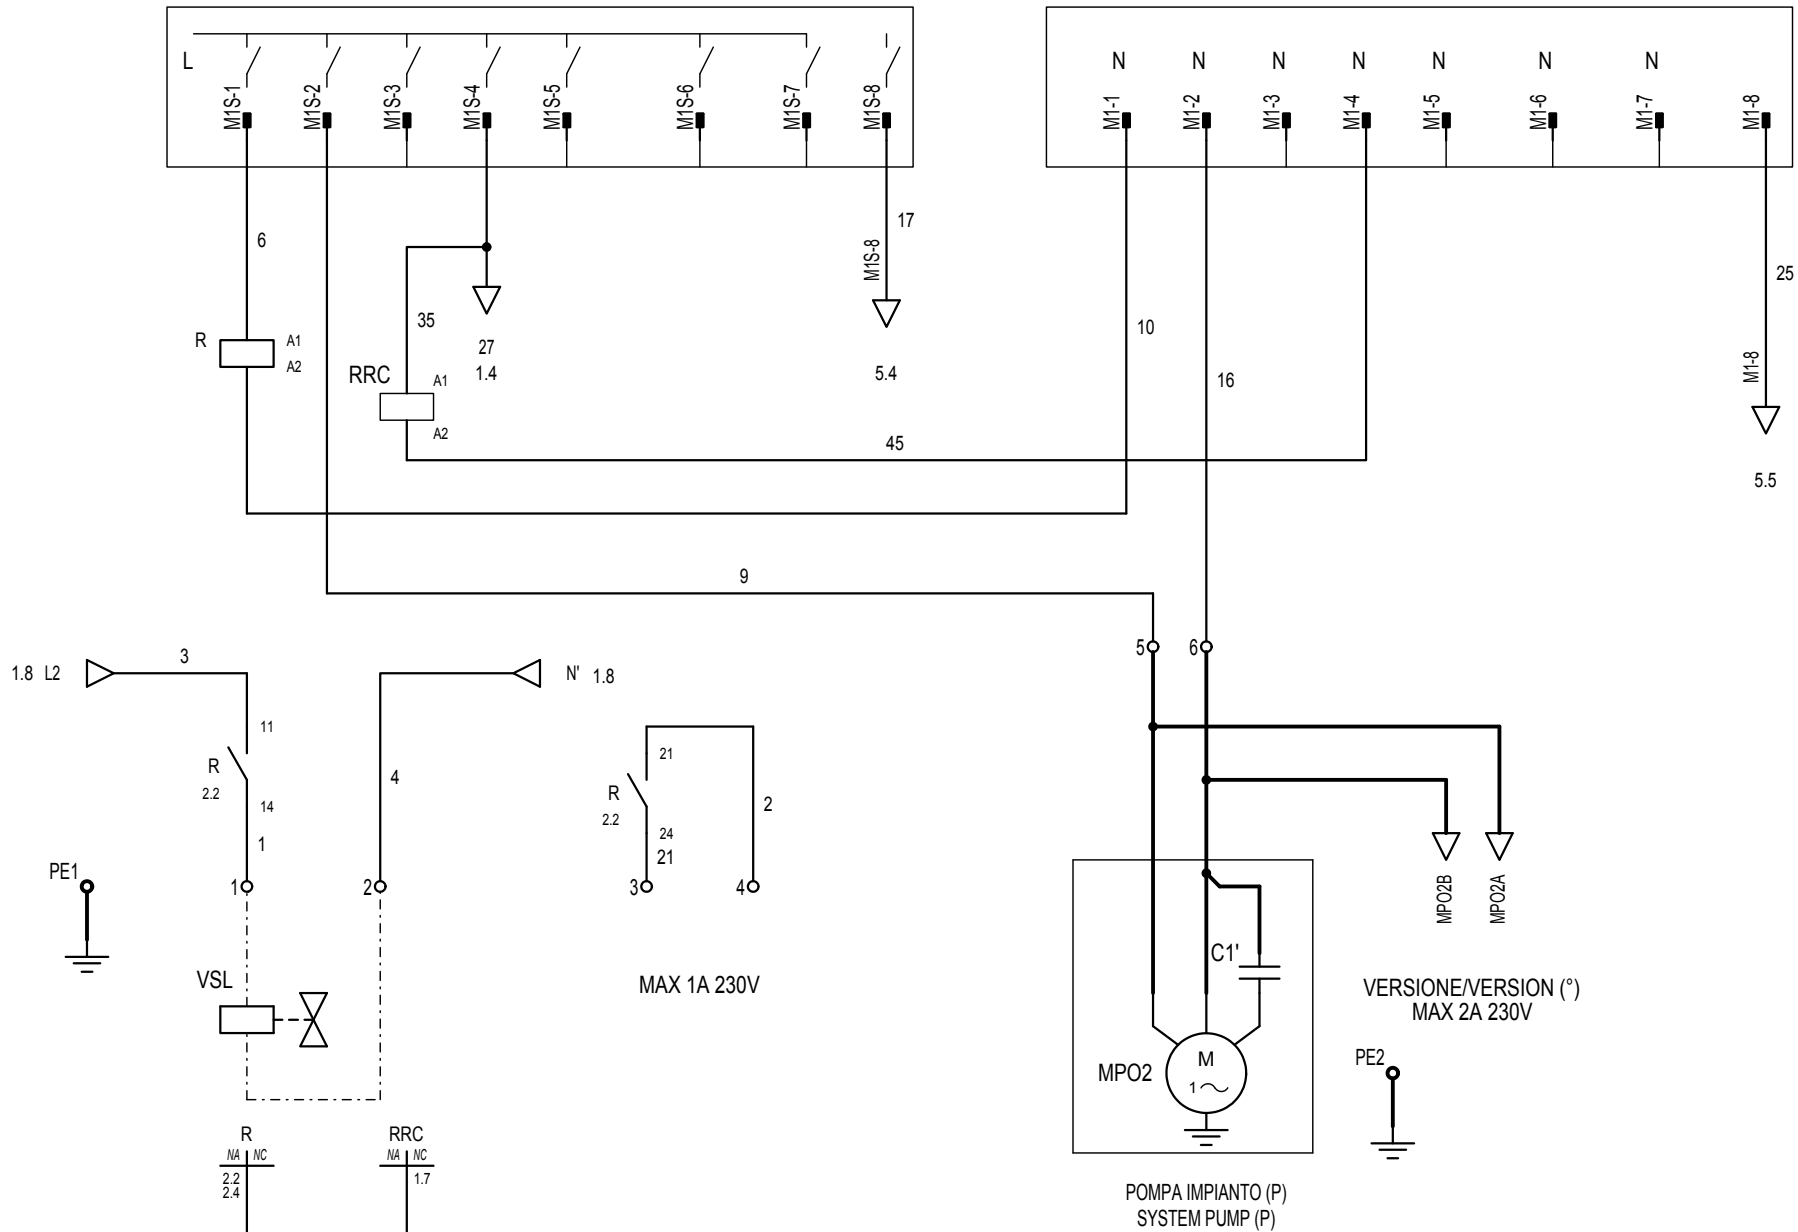 L
M1S-1
M1S-2
M1S-3
M1S-4
M1S-5
M1S-6
M1S-7
M1S-8
N N N N N N N
M1-1
M1-2
M1-3
M1-4
M1-5
M1-6
M1-7
M1-8
6
17
M1S-8
25
35
10
R
A1
A2
27
1.4
5.4
RRC
A1
A2
16
M1-8
45
5.5
9
5
6
3
1.8 L2
N' 1.8
11
R
2.2
14
1
4
21
R
2.2
24
21
2
PE1
1
2
3
4
MPO2B
MPO2A
C1'
VSL
MAX 1A 230V
VERSIONE/VERSION (°)
MAX 2A 230V
MPO2
M
1
PE2
R
NA NC
2.2
2.4
RRC
NA NC
1.7
POMPA IMPIANTO (P)
SYSTEM PUMP (P)